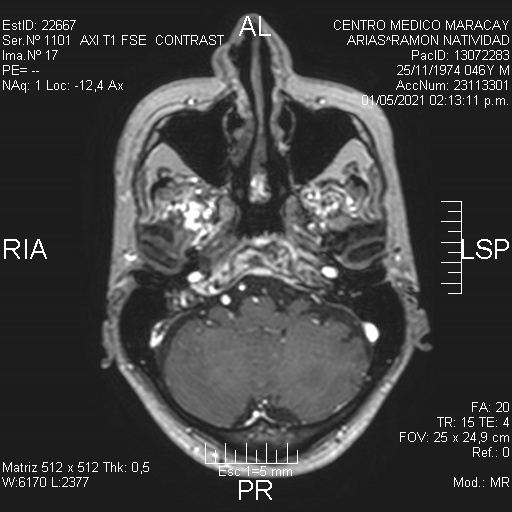 EstID: 22667
Ser.Nº 1101 AXI T1 FSE CONTRAST
Ima.Nº 17
PE= --
NAq: 1 Loc: -12,4 Ax
AL
CENTRO MEDICO MARACAY
ARIAS^RAMON NATIVIDAD
PacID: 13072283
25/11/1974 046Y M
AccNum: 23113301
01/05/2021 02:13:11 p.m.
RIA
LSP
FA: 20
TR: 15 TE: 4
FOV: 25 x 24,9 cm
Ref.: 0
Matriz 512 x 512 Thk: 0,5
W:6170 L:2377
Esc 1=5 mm
PR
Mod.: MR